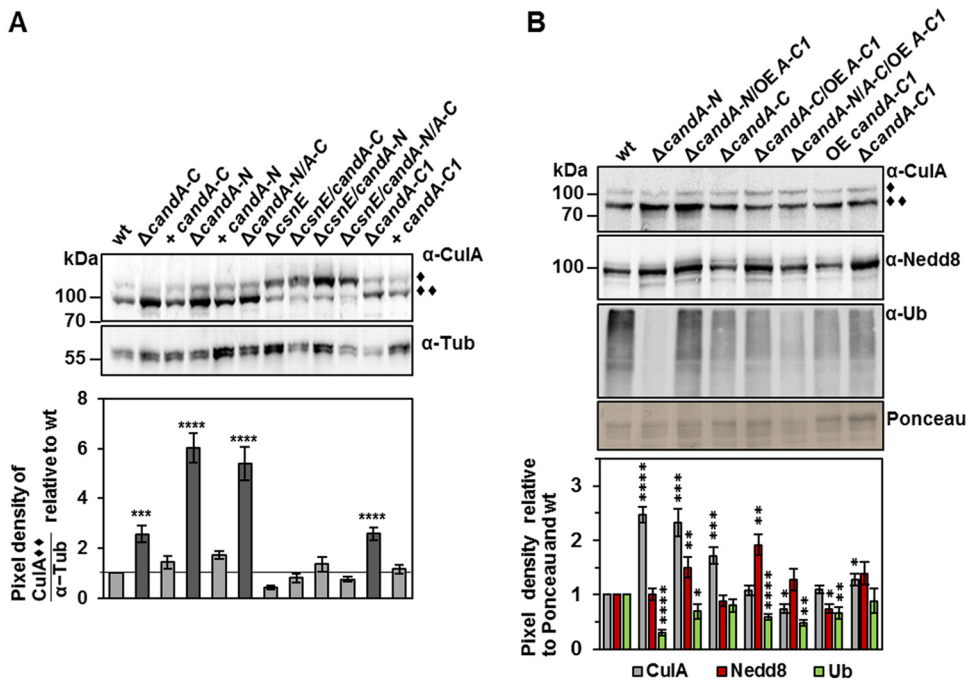 A
wt
ΔcandA-C
+ candA-C
ΔcandA-N
+ candA-N
ΔcandA-N/A-C
ΔcsnE
ΔcsnE/candA-C
ΔcsnE/candA-N
ΔcsnE/candA-N/A-C
ΔcandA-C1
+ candA-C1
kDa
α-CulA
♦
100
♦♦
70
α-Tub
55
8
6
4
2
0
Pixel density of
CulA♦♦
α-Tub
relative to wt
***
****
****
****
B
wt
ΔcandA-N
ΔcandA-N/OE A-C1
ΔcandA-C
ΔcandA-C/OE A-C1
ΔcandA-N/A-C/OE A-C1
OE candA-C1
ΔcandA-C1
kDa
α-CulA
100
♦
♦♦
70
α-Nedd8
100
α-Ub
Ponceau
3
2
1
0
Pixel density relative
to Ponceau and wt
****
****
***
**
*
***
**
****
*
**
*
**
*
CulA
Nedd8
Ub